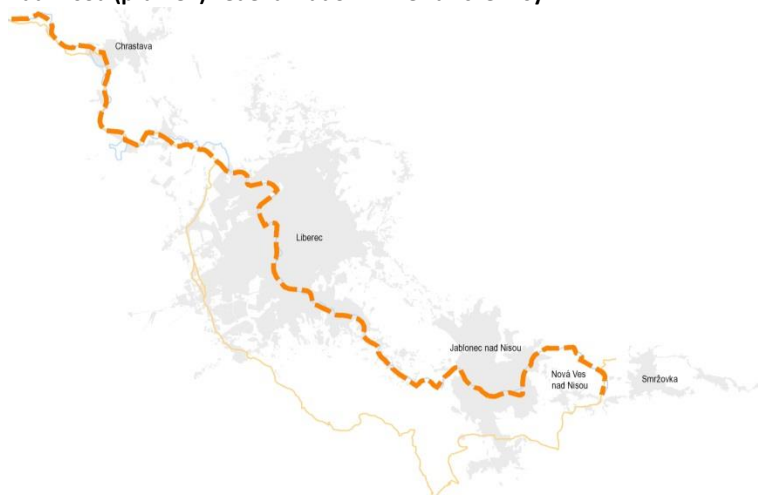 Chrastava
Liberec
Jablonec nad Nisou
Nová Ves
nad Nisou
Smržovka